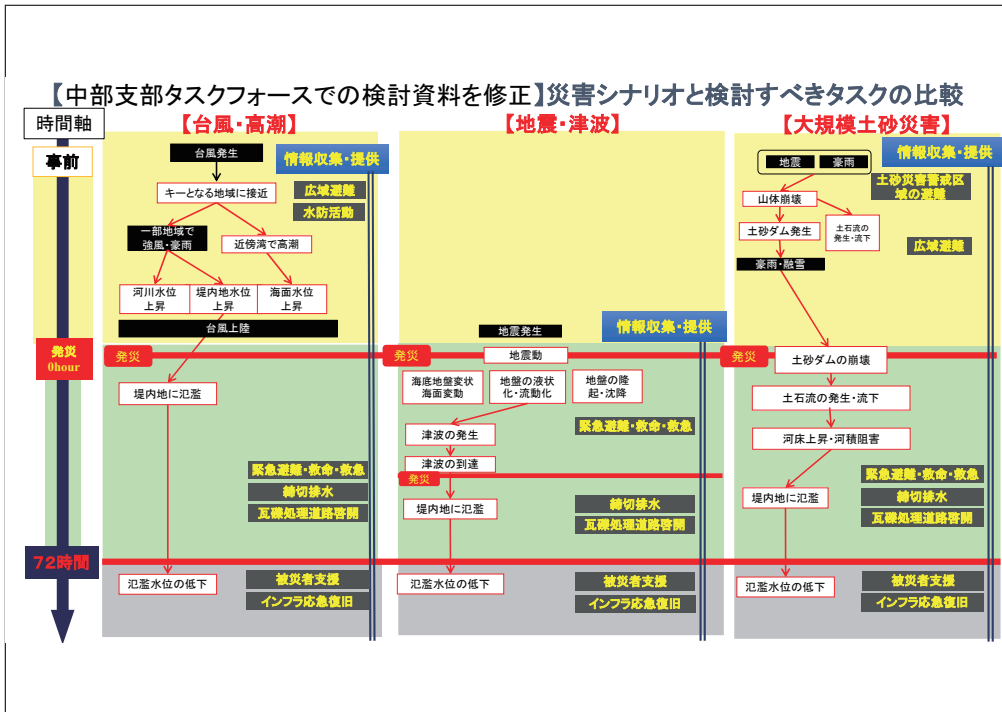 【中部支部タスクフォースでの検討資料を修正】災害シナリオと検討すべきタスクの比較
時間軸
事前
発災
0hour
72時間
【台風・高潮】
台風発生
情報収集・提供
キーとなる地域に接近
広域避難
水防活動
一部地域で
強風・豪雨
近傍湾で高潮
河川水位
上昇
堤内地水位
上昇
海面水位
上昇
台風上陸
発災
堤内地に氾濫
緊急避難・救命・救急
締切排水
瓦礫処理道路啓開
氾濫水位の低下
被災者支援
インフラ応急復旧
【地震・津波】
地震発生
情報収集・提供
発災
地震動
海底地盤変状
海面変動
地盤の液状
化・流動化
地盤の隆
起・沈降
津波の発生
緊急避難・救命・救急
津波の到達
発災
堤内地に氾濫
締切排水
瓦礫処理道路啓開
氾濫水位の低下
被災者支援
インフラ応急復旧
【大規模土砂災害】
地震
豪雨
情報収集・提供
山体崩壊
土砂災害警戒区
域の避難
土砂ダム発生
土石流の
発生・流下
広域避難
豪雨・融雪
発災
土砂ダムの崩壊
土石流の発生・流下
河床上昇・河積阻害
緊急避難・救命・救急
堤内地に氾濫
締切排水
瓦礫処理道路啓開
氾濫水位の低下
被災者支援
インフラ応急復旧